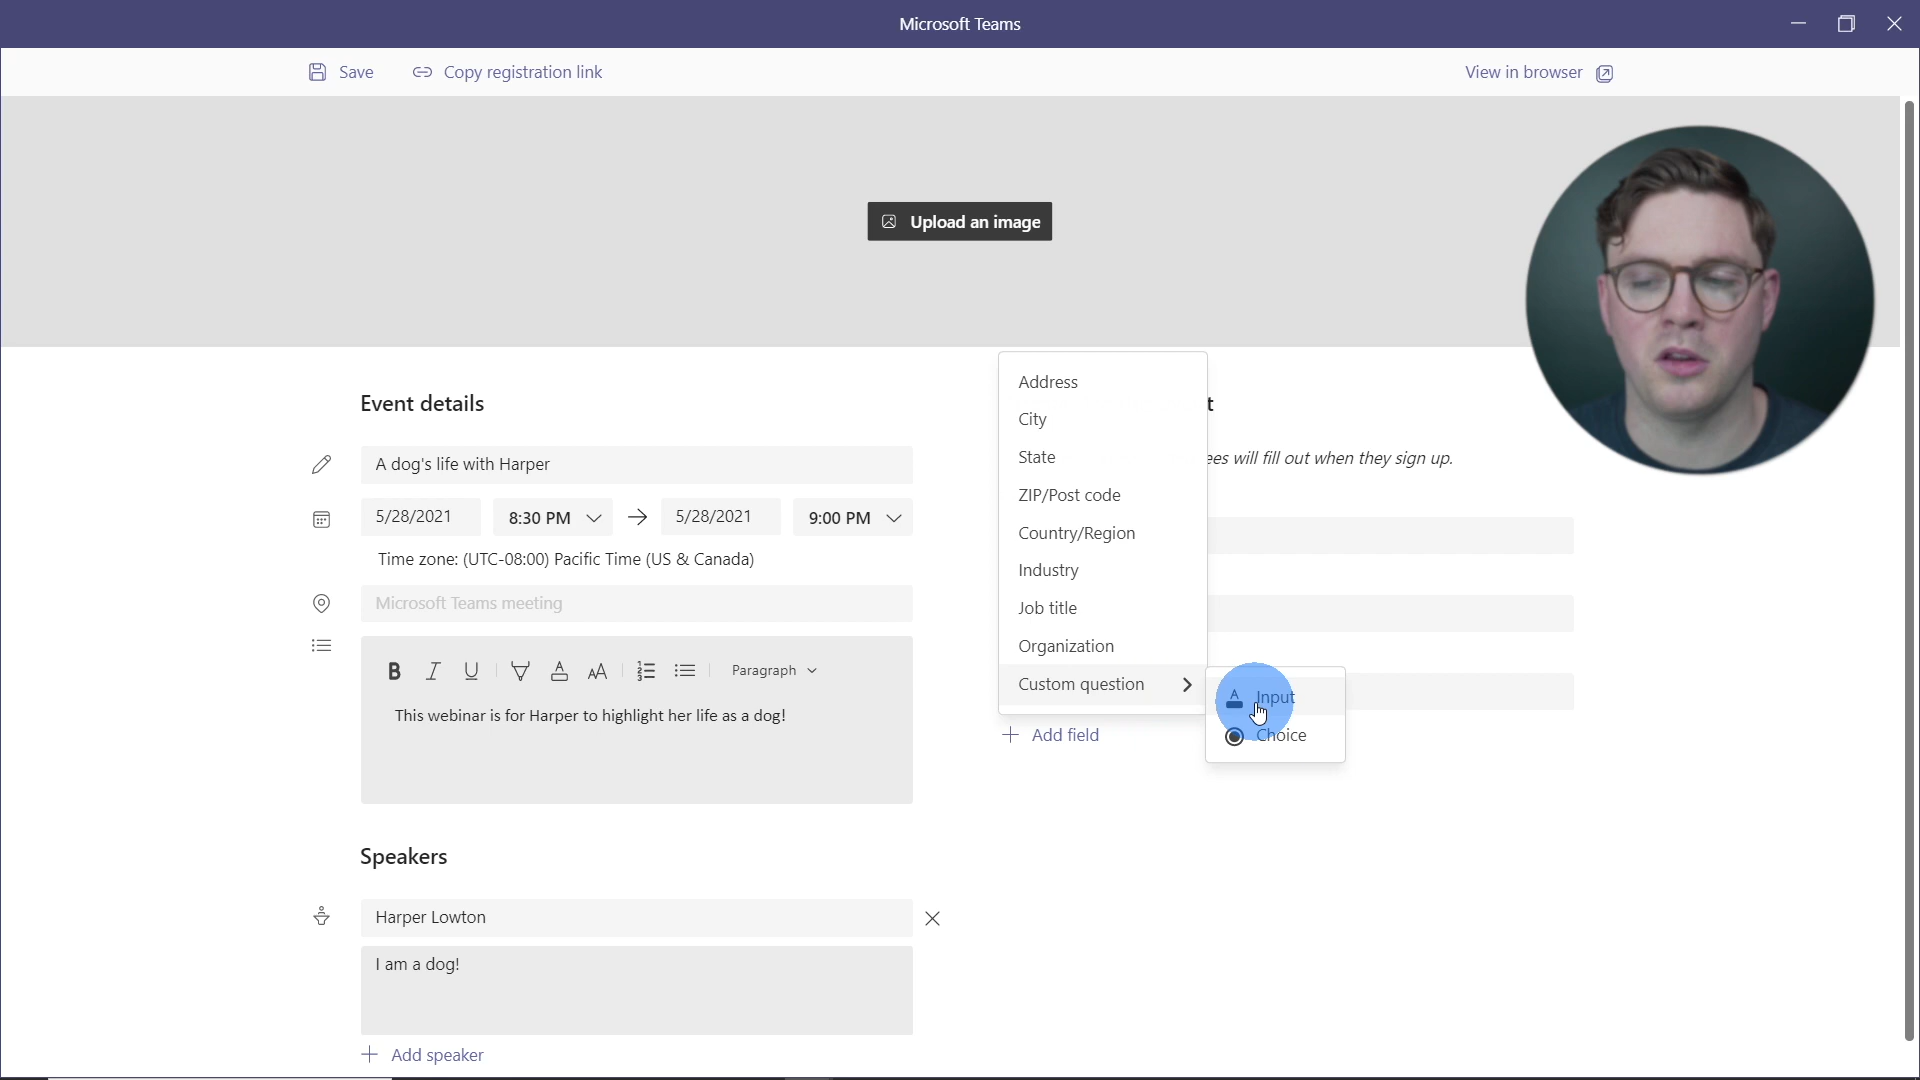 Microsoft Teams
Save
Copy registration link
View in browser
Upload an image
Event details
A dog's life with Harper
5/28/2021
8:30 PM
5/28/2021
9:00 PM
Time zone: (UTC-08:00) Pacific Time (US & Canada)
Microsoft Teams meeting
B I U A AA Paragraph
This webinar is for Harper to highlight her life as a dog!
Speakers
Harper Lowton
I am a dog!
Add speaker
Address
City
State
ZIP/Post code
Country/Region
Industry
Job title
Organization
Custom question
will fill out when they sign up.
Input
Choice
Add field